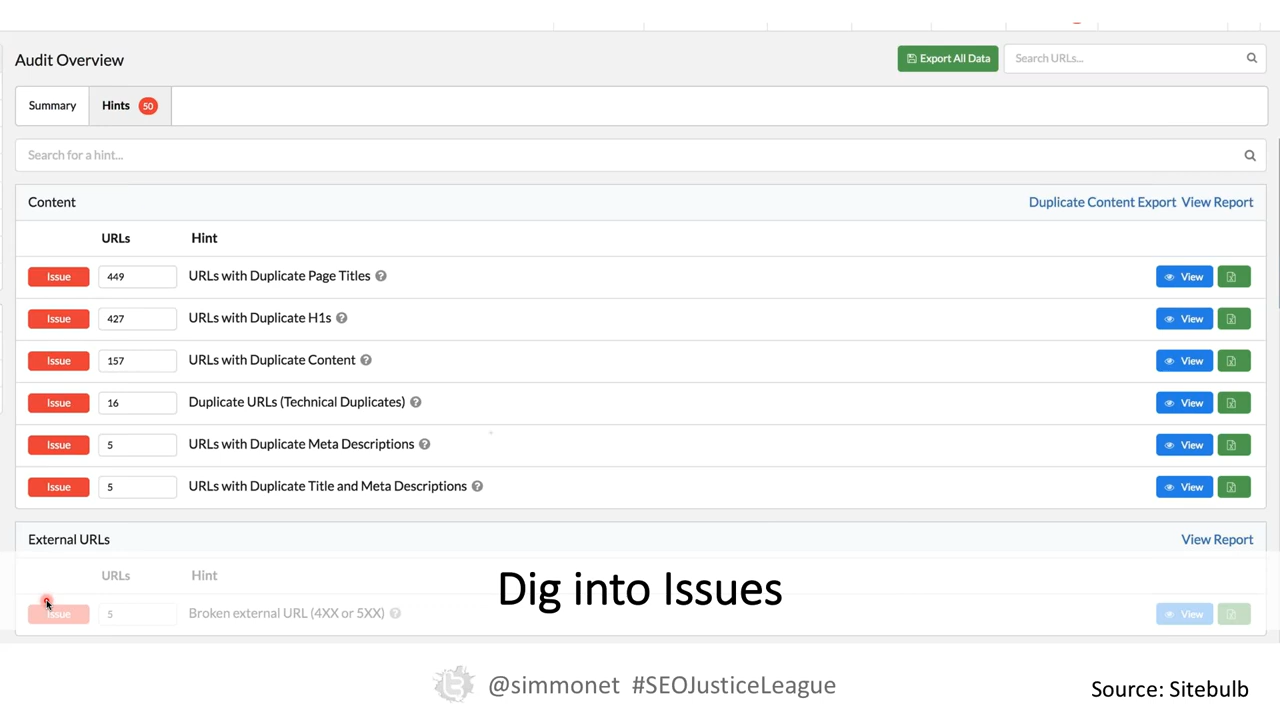 Audit Overview
Export All Data
Search URLs...
Summary
Hints 50
Search for a hint...
Content
Duplicate Content Export View Report
URLs Hint
Issue 449 URLs with Duplicate Page Titles ? View
Issue 427 URLs with Duplicate H1s ? View
Issue 157 URLs with Duplicate Content ? View
Issue 16 Duplicate URLs (Technical Duplicates) ? View
Issue 5 URLs with Duplicate Meta Descriptions ? View
Issue 5 URLs with Duplicate Title and Meta Descriptions ? View
External URLs View Report
URLs Hint
Issue 5 Broken external URL (4XX or 5XX) ? View
Dig into Issues
@simmonet #SEOJusticeLeague
Source: Sitebulb